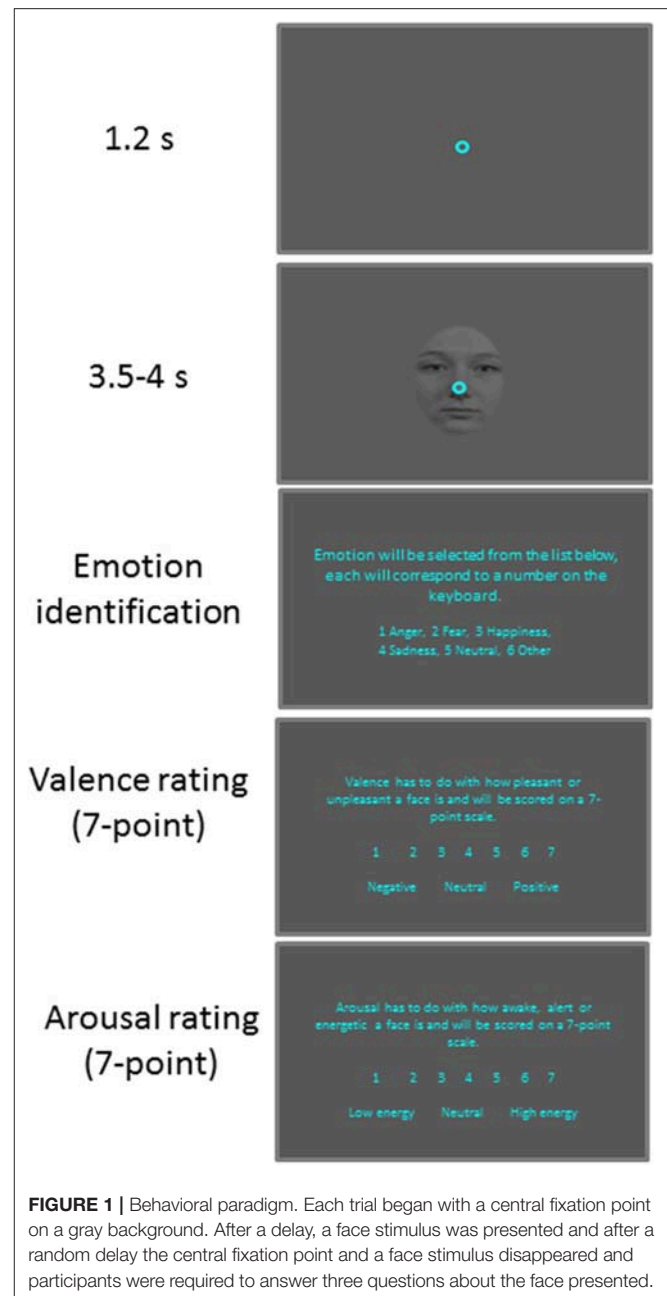 1.2 s
3.5-4 s
Emotion
identification
Emotion will be selected from the list below,
each will correspond to a number on the
keyboard.
1 Anger, 2 Fear, 3 Happiness,
4 Sadness, 5 Neutral, 6 Other
Valence rating
(7-point)
Valence has to do with how pleasant or
unpleasant a face is and will be scored on a 7-
point scale.
1 2 3 4 5 6 7
Negative Neutral Positive
Arousal rating
(7-point)
Arousal has to do with how awake, alert or
energetic a face is and will be scored on a 7-point
scale.
1 2 3 4 5 6 7
Low energy Neutral High energy
FIGURE 1 | Behavioral paradigm. Each trial began with a central fixation point
on a gray background. After a delay, a face stimulus was presented and after a
random delay the central fixation point and a face stimulus disappeared and
participants were required to answer three questions about the face presented.